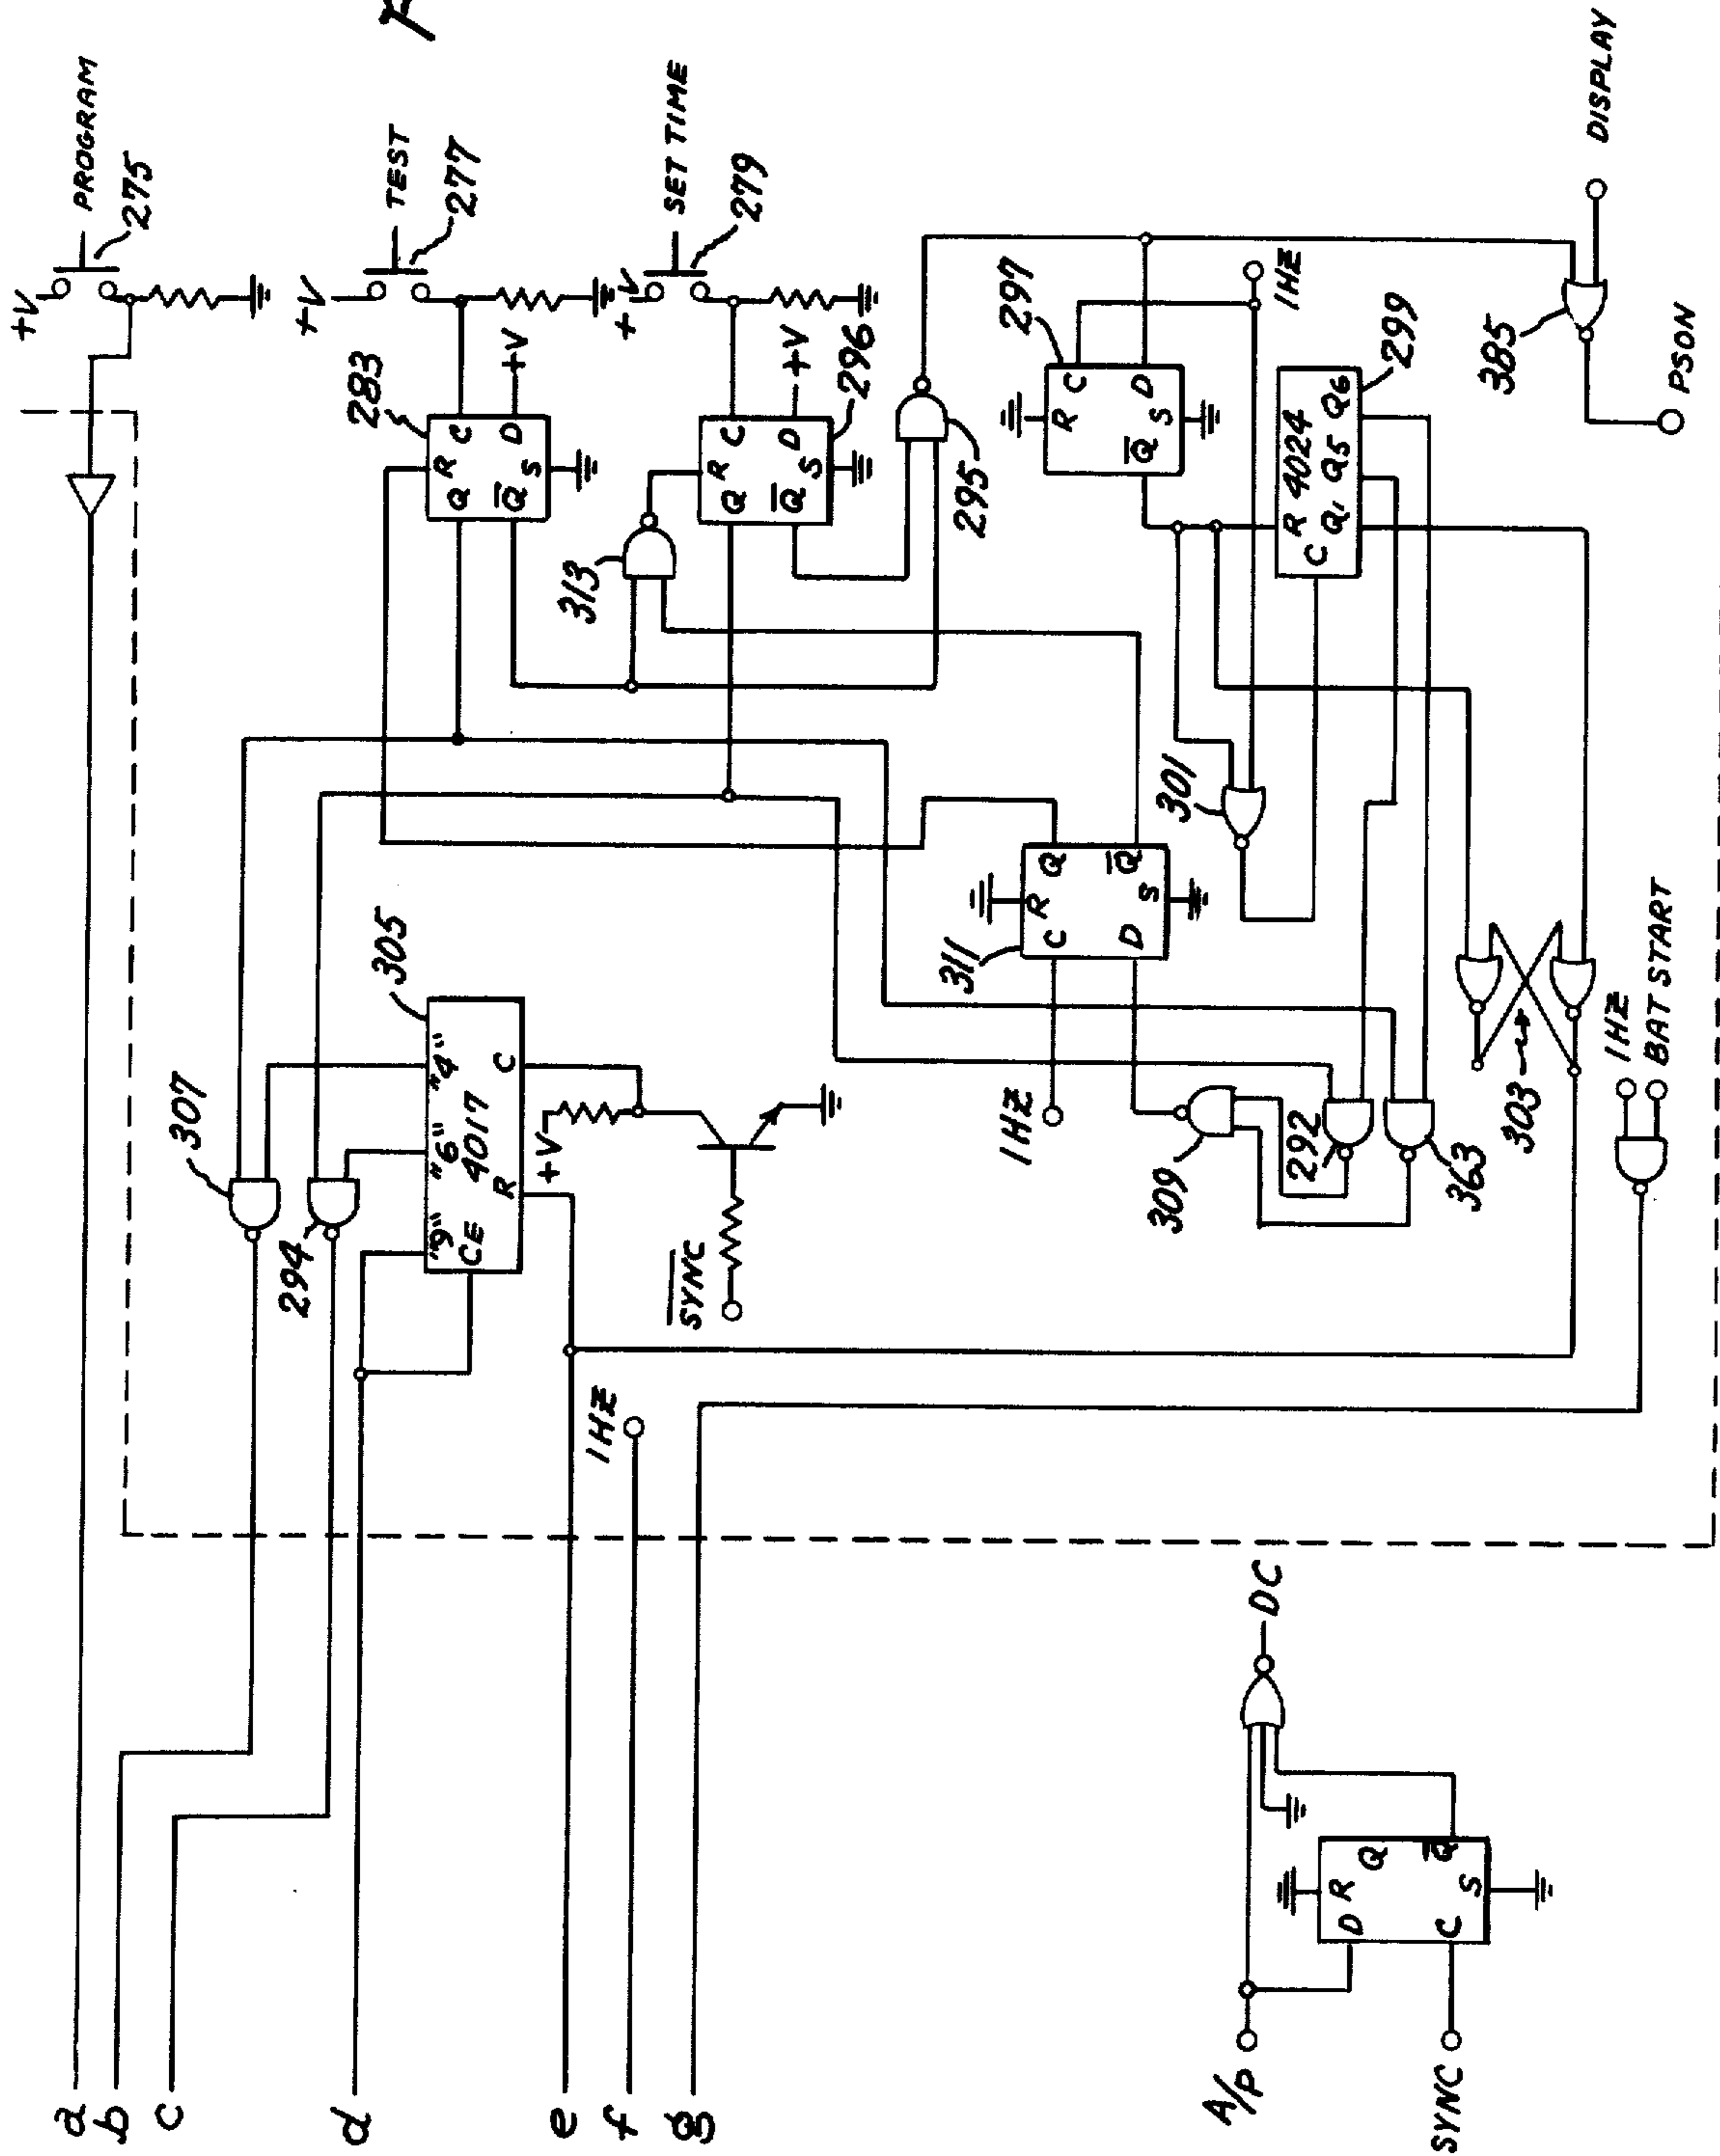 F
+V
PROGRAM
275
+V
TEST
277
283
R
C
Q
D
+V
Q
S
+V
SET TIME
279
313
R
C
Q
D
+V
Q
S
296
295
297
R
C
Q
D
S
1HZ
299
R 4024
C
Q1 Q5 Q6
301
385
DISPLAY
PSON
305
307
294
"9" "6" "4"
4017
CE
R
C
+V
SYNC
1HZ
311
R
C
Q
D
Q
S
1HZ
309
292
363
303
1HZ
BAT START
a
b
c
d
e
f
g
A/P
SYNC
D
R
Q
C
S
Q
DC